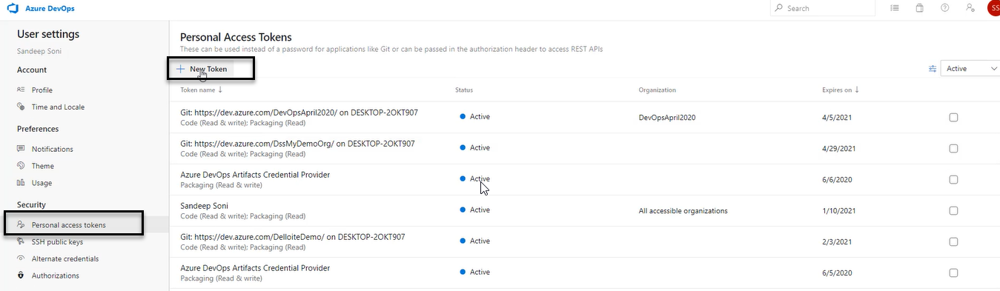 Azure DevOps
Search
SS
User settings
Sandeep Soni
Account
Profile
Time and Locale
Preferences
Notifications
Theme
Usage
Security
Personal access tokens
SSH public keys
Alternate credentials
Authorizations
Personal Access Tokens
These can be used instead of a password for applications like Git or can be passed in the authorization header to access REST APIs
New Token
Active
Token name ↓ Status Organization Expires on ↓
Git: https://dev.azure.com/DevOpsApril2020/ on DESKTOP-2OKT907 Active DevOpsApril2020 4/5/2021
Code (Read & write); Packaging (Read)
Git: https://dev.azure.com/DssMyDemoOrg/ on DESKTOP-2OKT907 Active 4/29/2021
Code (Read & write); Packaging (Read)
Azure DevOps Artifacts Credential Provider Active 6/6/2020
Packaging (Read & write)
Sandeep Soni Active All accessible organizations 1/10/2021
Code (Read & write); Packaging (Read)
Git: https://dev.azure.com/DelloiteDemo/ on DESKTOP-2OKT907 Active 2/3/2021
Code (Read & write); Packaging (Read)
Azure DevOps Artifacts Credential Provider Active 6/5/2020
Packaging (Read & write)